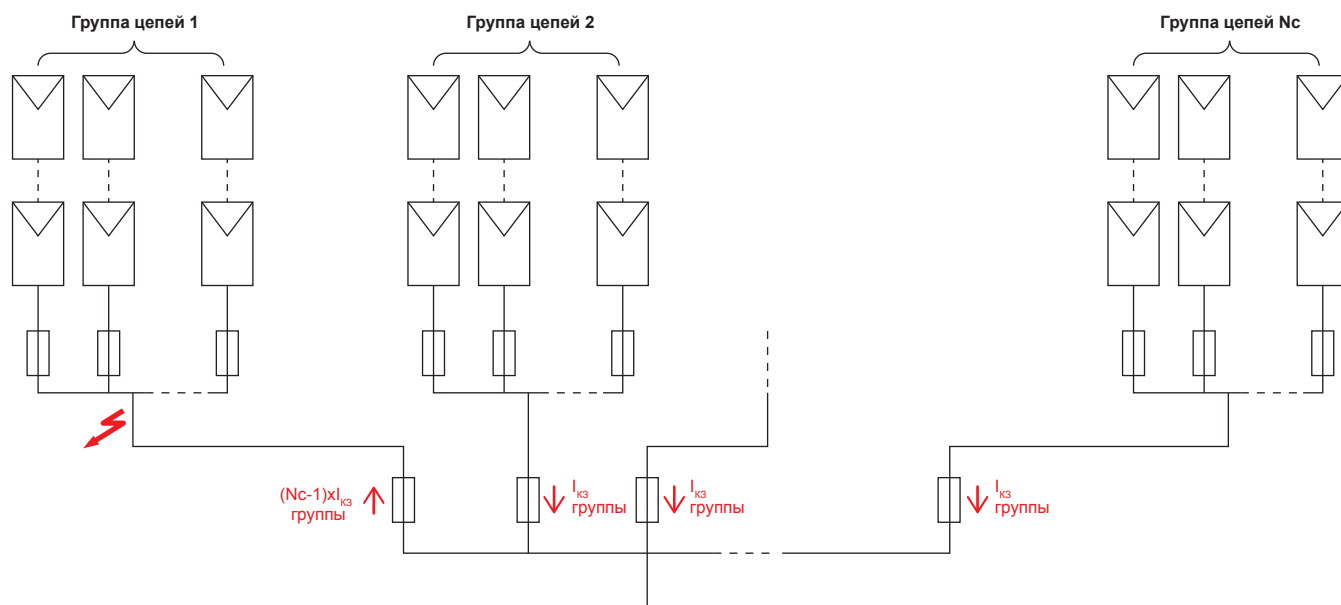 Группа цепей 1
Группа цепей 2
Группа цепей Nc
(Nc-1)xIкз
группы
Iкз
группы
Iкз
группы
Iкз
группы